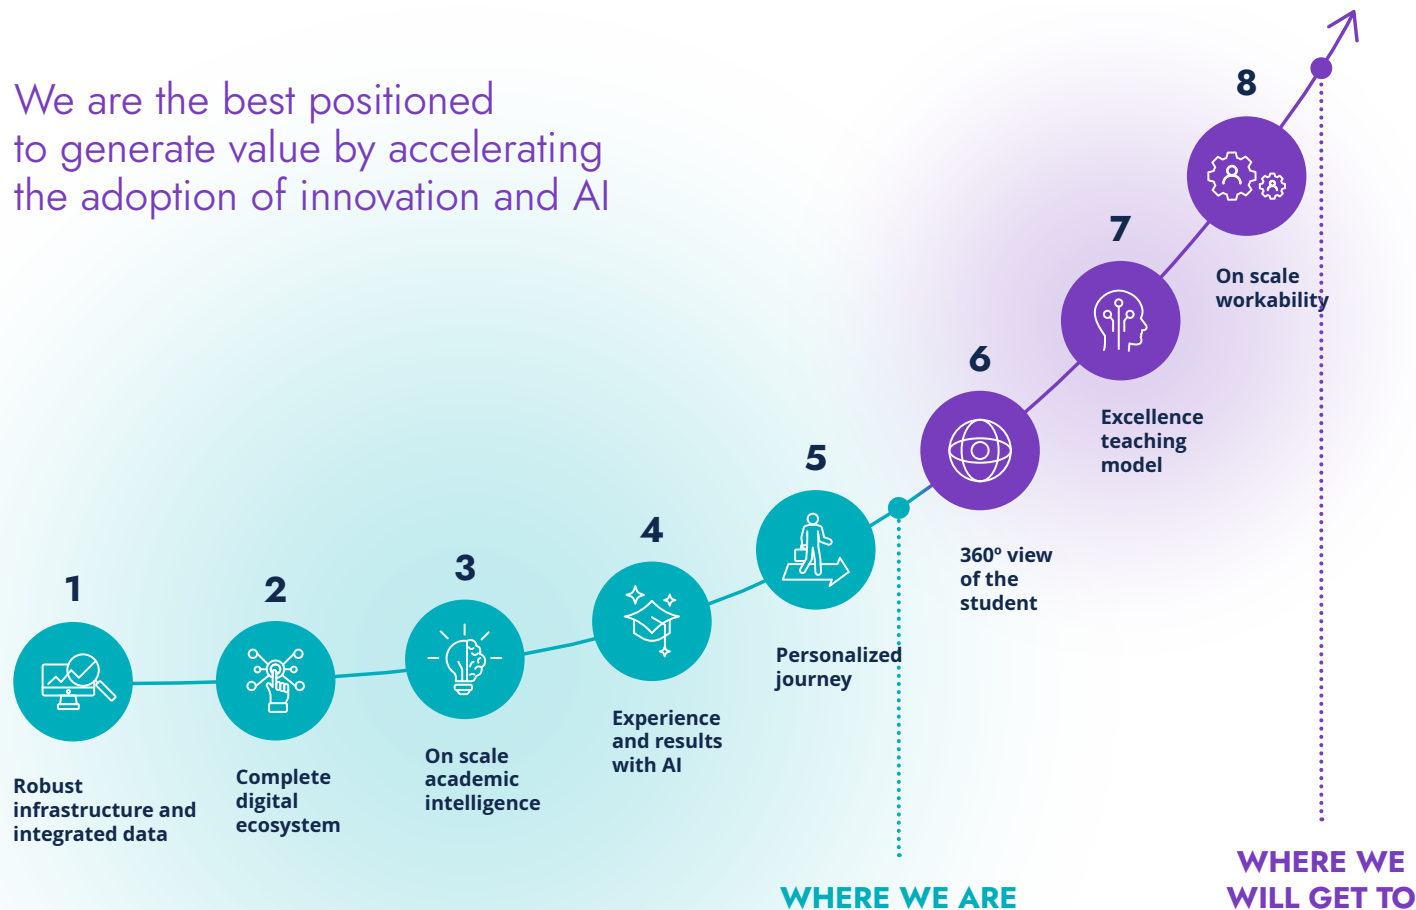 We are the best positioned
to generate value by accelerating
the adoption of innovation and AI
1
Robust
infrastructure and
integrated data
2
Complete
digital
ecosystem
3
On scale
academic
intelligence
4
Experience
and results
with AI
5
Personalized
journey
6
360º view
of the
student
7
Excellence
teaching
model
8
On scale
workability
WHERE WE ARE
WHERE WE
WILL GET TO